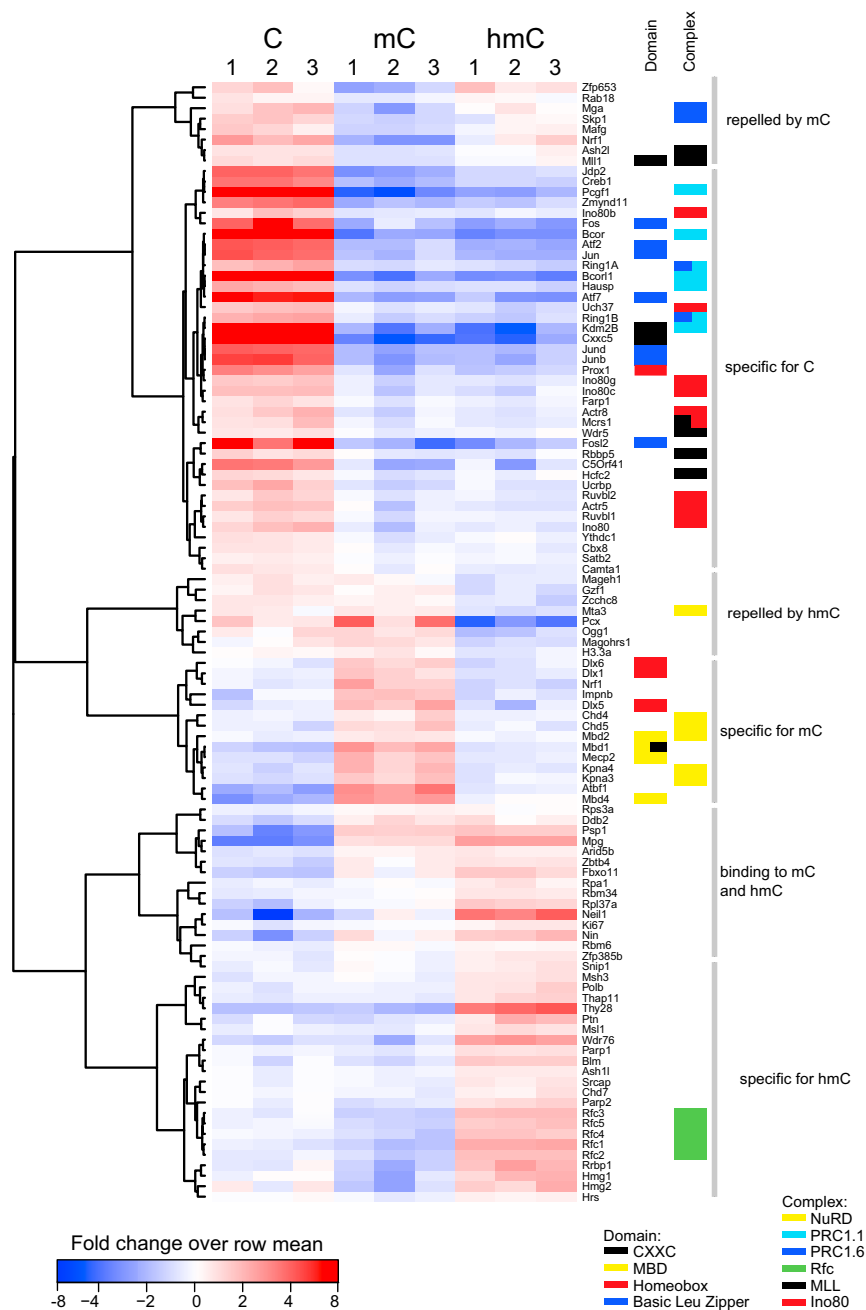 C mC hmC
1 2 3 1 2 3 1 2 3
Domain
Complex
Zfp653
Rab18
Mga
Skp1
Mafg
Nrf1
Ash2l
Mll1
repelled by mC
Jdp2
Creb1
Pcgf1
Zmynd11
Ino80b
Fos
Bcor
Atf2
Jun
Ring1A
Bcorl1
Hausp
Atf7
Uch37
Ring1B
Kdm2B
Cxxc5
Jund
Junb
Prox1
Ino80g
Ino80c
Farp1
Actr8
Mcrs1
Wdr5
Fosl2
Rbbp5
C5Orf41
Hcfc2
Ucrbp
Ruvbl2
Actr5
Ruvbl1
Ino80
Ythdc1
Cbx8
Satb2
Camta1
specific for C
Mageh1
Gzf1
Zcchc8
Mta3
Pcx
Ogg1
Magohrs1
H3.3a
repelled by hmC
Dlx6
Dlx1
Nrf1
Impnb
Dlx5
Chd4
Chd5
Mbd2
Mbd1
Mecp2
Kpna4
Kpna3
Atbf1
Mbd4
specific for mC
Rps3a
Ddb2
Psp1
Mpg
Arid5b
Zbtb4
Fbxo11
Rpa1
Rbm34
Rpl37a
Neil1
Ki67
Nin
Rbm6
Zfp385b
binding to mC
and hmC
Snip1
Msh3
Polb
Thap11
Thy28
Ptn
Msl1
Wdr76
Parp1
Blm
Ash1l
Srcap
Chd7
Parp2
Rfc3
Rfc5
Rfc4
Rfc1
Rfc2
Rrbp1
Hmg1
Hmg2
Hrs
specific for hmC
Fold change over row mean
-8 −4 −2 0 2 4 8
Domain:
CXXC
MBD
Homeobox
Basic Leu Zipper
Complex:
NuRD
PRC1.1
PRC1.6
Rfc
MLL
Ino80